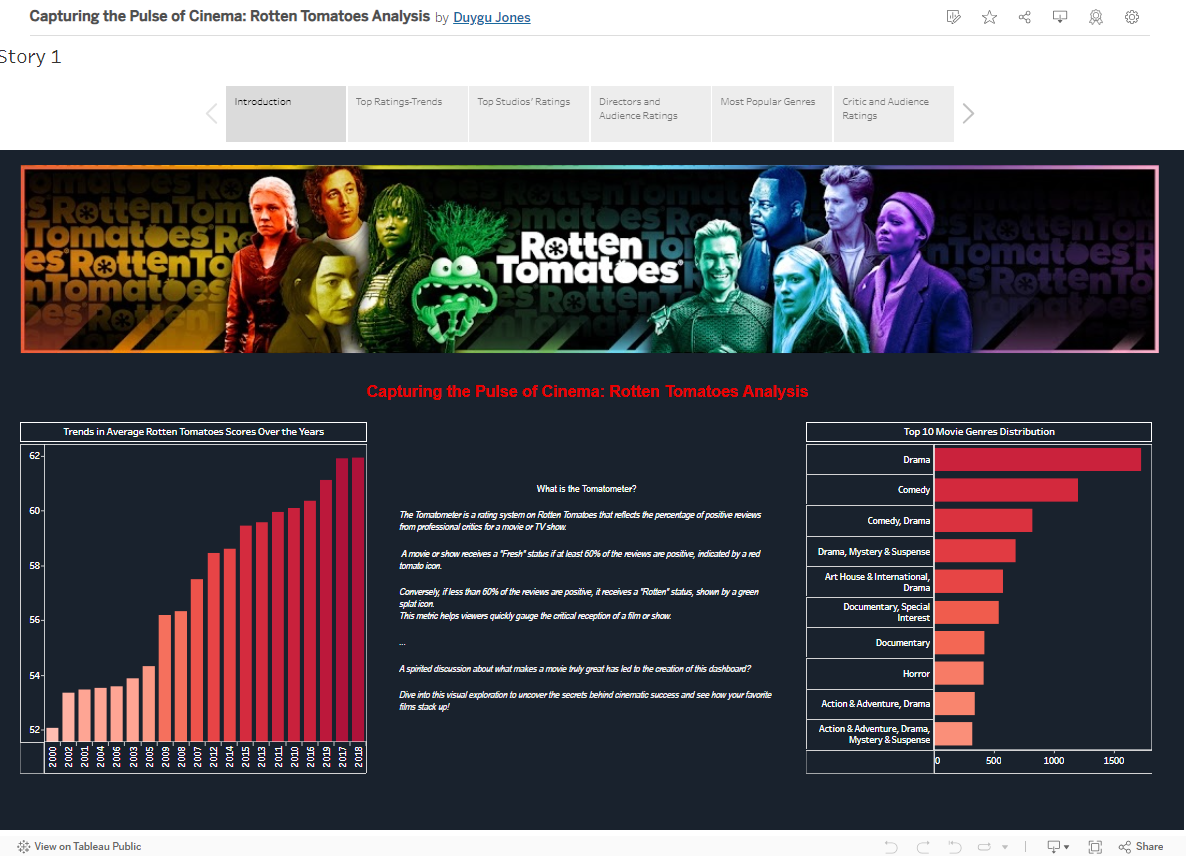 Capturing the Pulse of Cinema: Rotten Tomatoes Analysis by Duygu Jones
Story 1
Introduction
Top Ratings-Trends
Top Studios' Ratings
Directors and
Audience Ratings
Most Popular Genres
Critic and Audience
Ratings
Rotten
Tomatoes
Capturing the Pulse of Cinema: Rotten Tomatoes Analysis
Trends in Average Rotten Tomatoes Scores Over the Years
62
60
58
56
54
52
2000
2002
2001
2004
2006
2003
2005
2009
2008
2007
2012
2014
2015
2013
2011
2010
2016
2019
2017
2018
What is the Tomatometer?
The Tomatometer is a rating system on Rotten Tomatoes that reflects the percentage of positive reviews
from professional critics for a movie or TV show.
A movie or show receives a "Fresh" status if at least 60% of the reviews are positive, indicated by a red
tomato icon.
Conversely, if less than 60% of the reviews are positive, it receives a "Rotten" status, shown by a green
splat icon.
This metric helps viewers quickly gauge the critical reception of a film or show.
...
A spirited discussion about what makes a movie truly great has led to the creation of this dashboard?
Dive into this visual exploration to uncover the secrets behind cinematic success and see how your favorite
films stack up!
Top 10 Movie Genres Distribution
Drama
Comedy
Comedy, Drama
Drama, Mystery & Suspense
Art House & International,
Drama
Documentary, Special
Interest
Documentary
Horror
Action & Adventure, Drama
Action & Adventure, Drama,
Mystery & Suspense
0
500
1000
1500
View on Tableau Public
Share